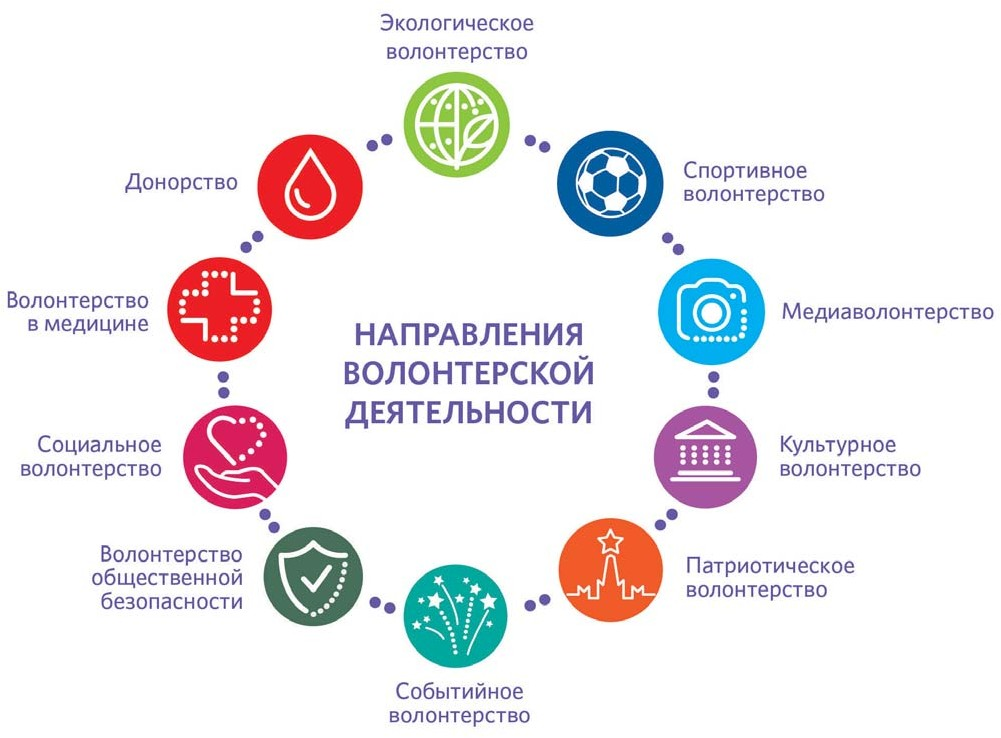 Экологическое
волонтерство
Донорство
Спортивное
волонтерство
Волонтерство
в медицине
Медиаволонтерство
НАПРАВЛЕНИЯ
ВОЛОНТЕРСКОЙ
ДЕЯТЕЛЬНОСТИ
Социальное
волонтерство
Культурное
волонтерство
Волонтерство
общественной
безопасности
Патриотическое
волонтерство
Событийное
волонтерство